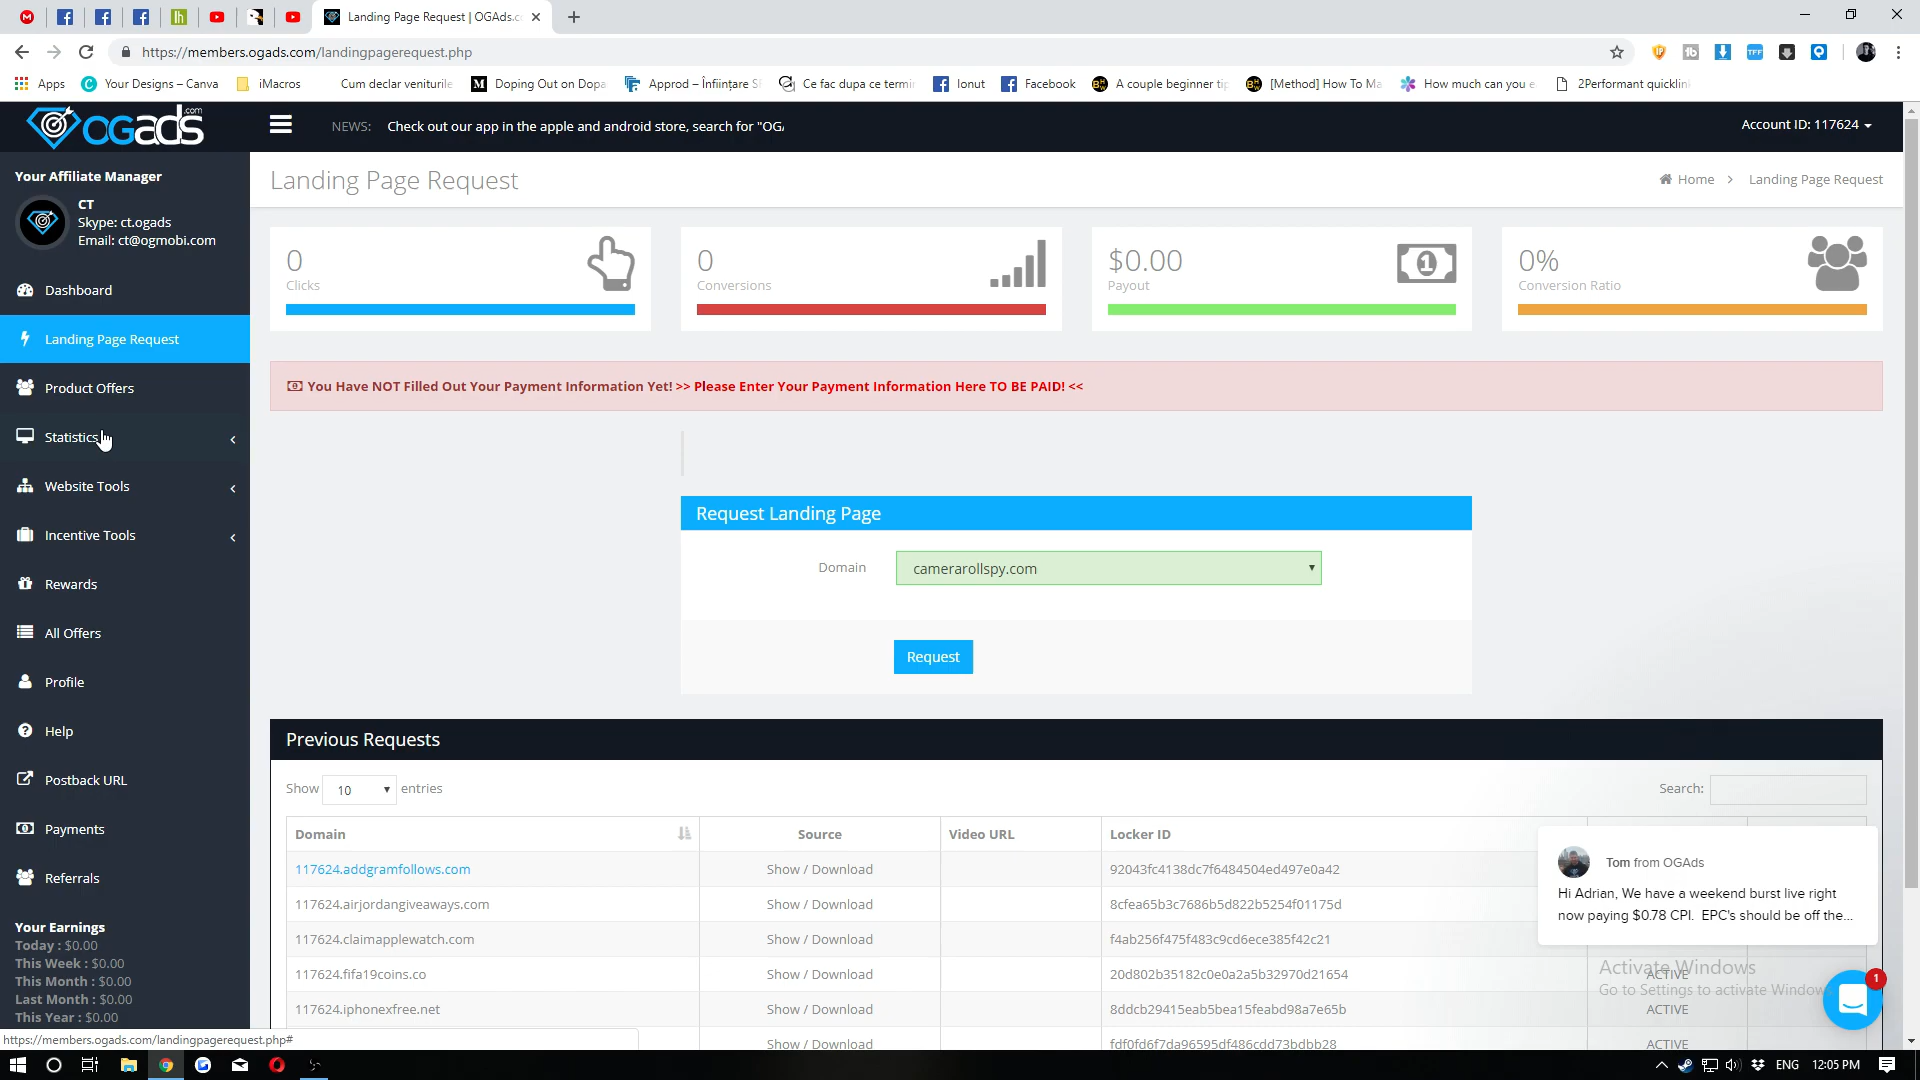 Landing Page Request | OGAds.c
https://members.ogads.com/landingpagerequest.php
Apps
Your Designs – Canva
iMacros
Cum declar veniturile
Doping Out on Dopa
Approd – Înființare S
Ce fac dupa ce termin
Ionut
Facebook
A couple beginner ti
[Method] How To Ma
How much can you e
2Performant quicklin
OGads.com
NEWS: Check out our app in the apple and android store, search for "OG
Account ID: 117624
Your Affiliate Manager
CT
Skype: ct.ogads
Email: ct@ogmobi.com
Dashboard
Landing Page Request
Product Offers
Statistics
Website Tools
Incentive Tools
Rewards
All Offers
Profile
Help
Postback URL
Payments
Referrals
Your Earnings
Today : $0.00
This Week : $0.00
This Month : $0.00
Last Month : $0.00
This Year : $0.00
Landing Page Request
Home > Landing Page Request
0
Clicks
0
Conversions
$0.00
Payout
0%
Conversion Ratio
You Have NOT Filled Out Your Payment Information Yet! >> Please Enter Your Payment Information Here TO BE PAID! <<
Request Landing Page
Domain
camerarollspy.com
Request
Previous Requests
Show 10 entries
Search:
Domain Source Video URL Locker ID
117624.addgramfollows.com Show / Download 92043fc4138dc7f6484504ed497e0a42
117624.airjordangiveaways.com Show / Download 8cfea65b3c7686b5d822b5254f01175d
117624.claimapplewatch.com Show / Download f4ab256f475f483c9cd6ece385f42c21
117624.fifa19coins.co Show / Download 20d802b35182c0e0a2a5b32970d21654 ACTIVE
117624.iphonexfree.net Show / Download 8ddcb29415eab5bea15feabd98a7e65b ACTIVE
Show / Download fdf0fd6f7da96595df486cdd73bdbb28 ACTIVE
Tom from OGAds
Hi Adrian, We have a weekend burst live right
now paying $0.78 CPI. EPC's should be off the...
Activate Windows
Go to Settings to activate Window
1
https://members.ogads.com/landingpagerequest.php#
ENG
12:05 PM